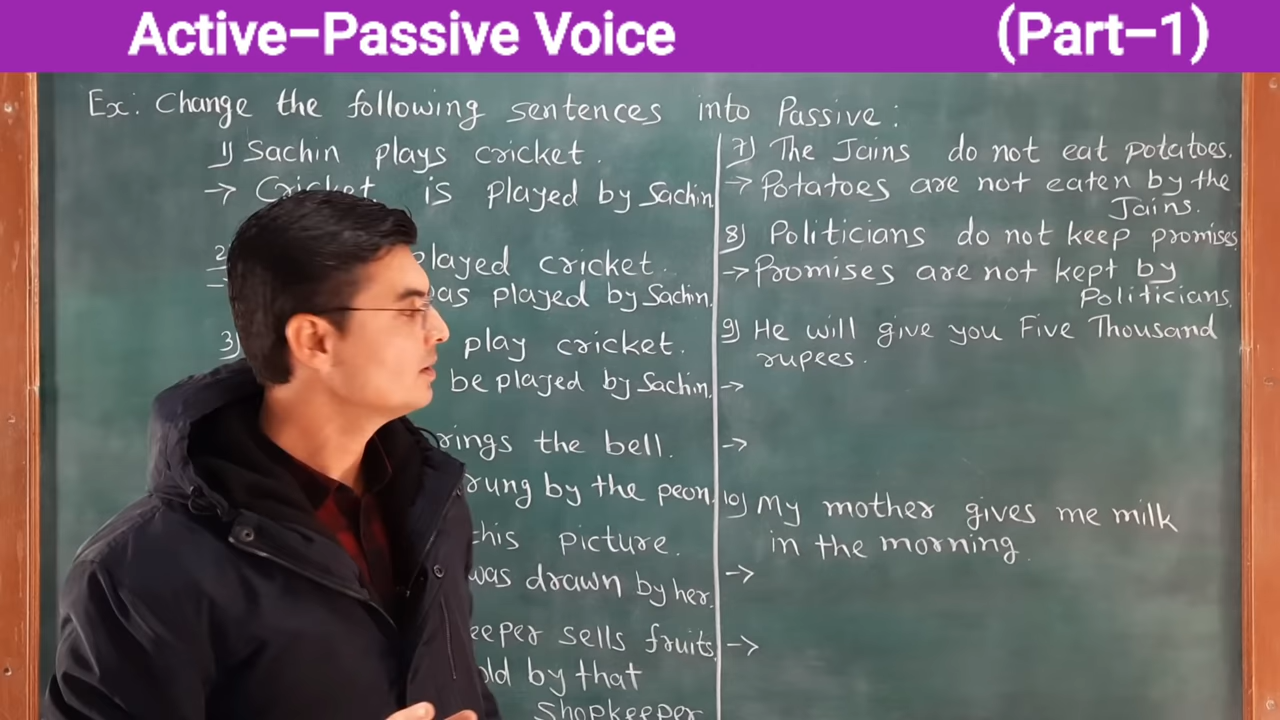 Active–Passive Voice (Part–1)
Ex: Change the following sentences into Passive :
1) Sachin plays cricket.
→ Cricket is played by Sachin
2 played cricket.
was played by Sachin.
3) play cricket.
be played by Sachin.
rings the bell.
rung by the peon.
this picture.
was drawn by her.
sells fruits.
by that
Shopkeeper
7) The Jains do not eat potatoes.
→ Potatoes are not eaten by the
Jains.
8) Politicians do not keep promises
→ Promises are not kept by
Politicians.
9) He will give you Five Thousand
rupees.
→
→
10) My mother gives me milk
in the morning.
→
→